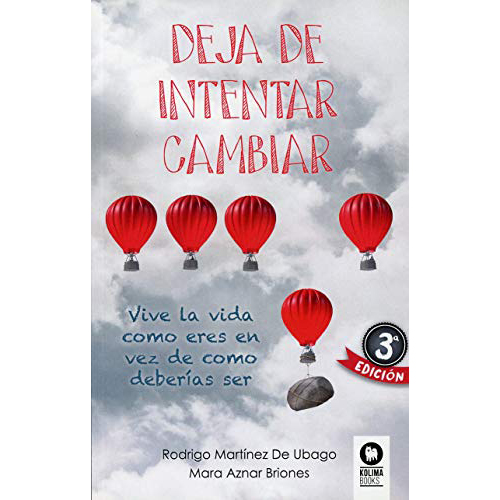 DEJA DE
INTENTAR
CAMBIAR
Vive la vida
como eres en
vez de como
deberías ser
3ª
EDICIÓN
Rodrigo Martínez De Ubago
Mara Aznar Briones
KOLIMA
BOOKS